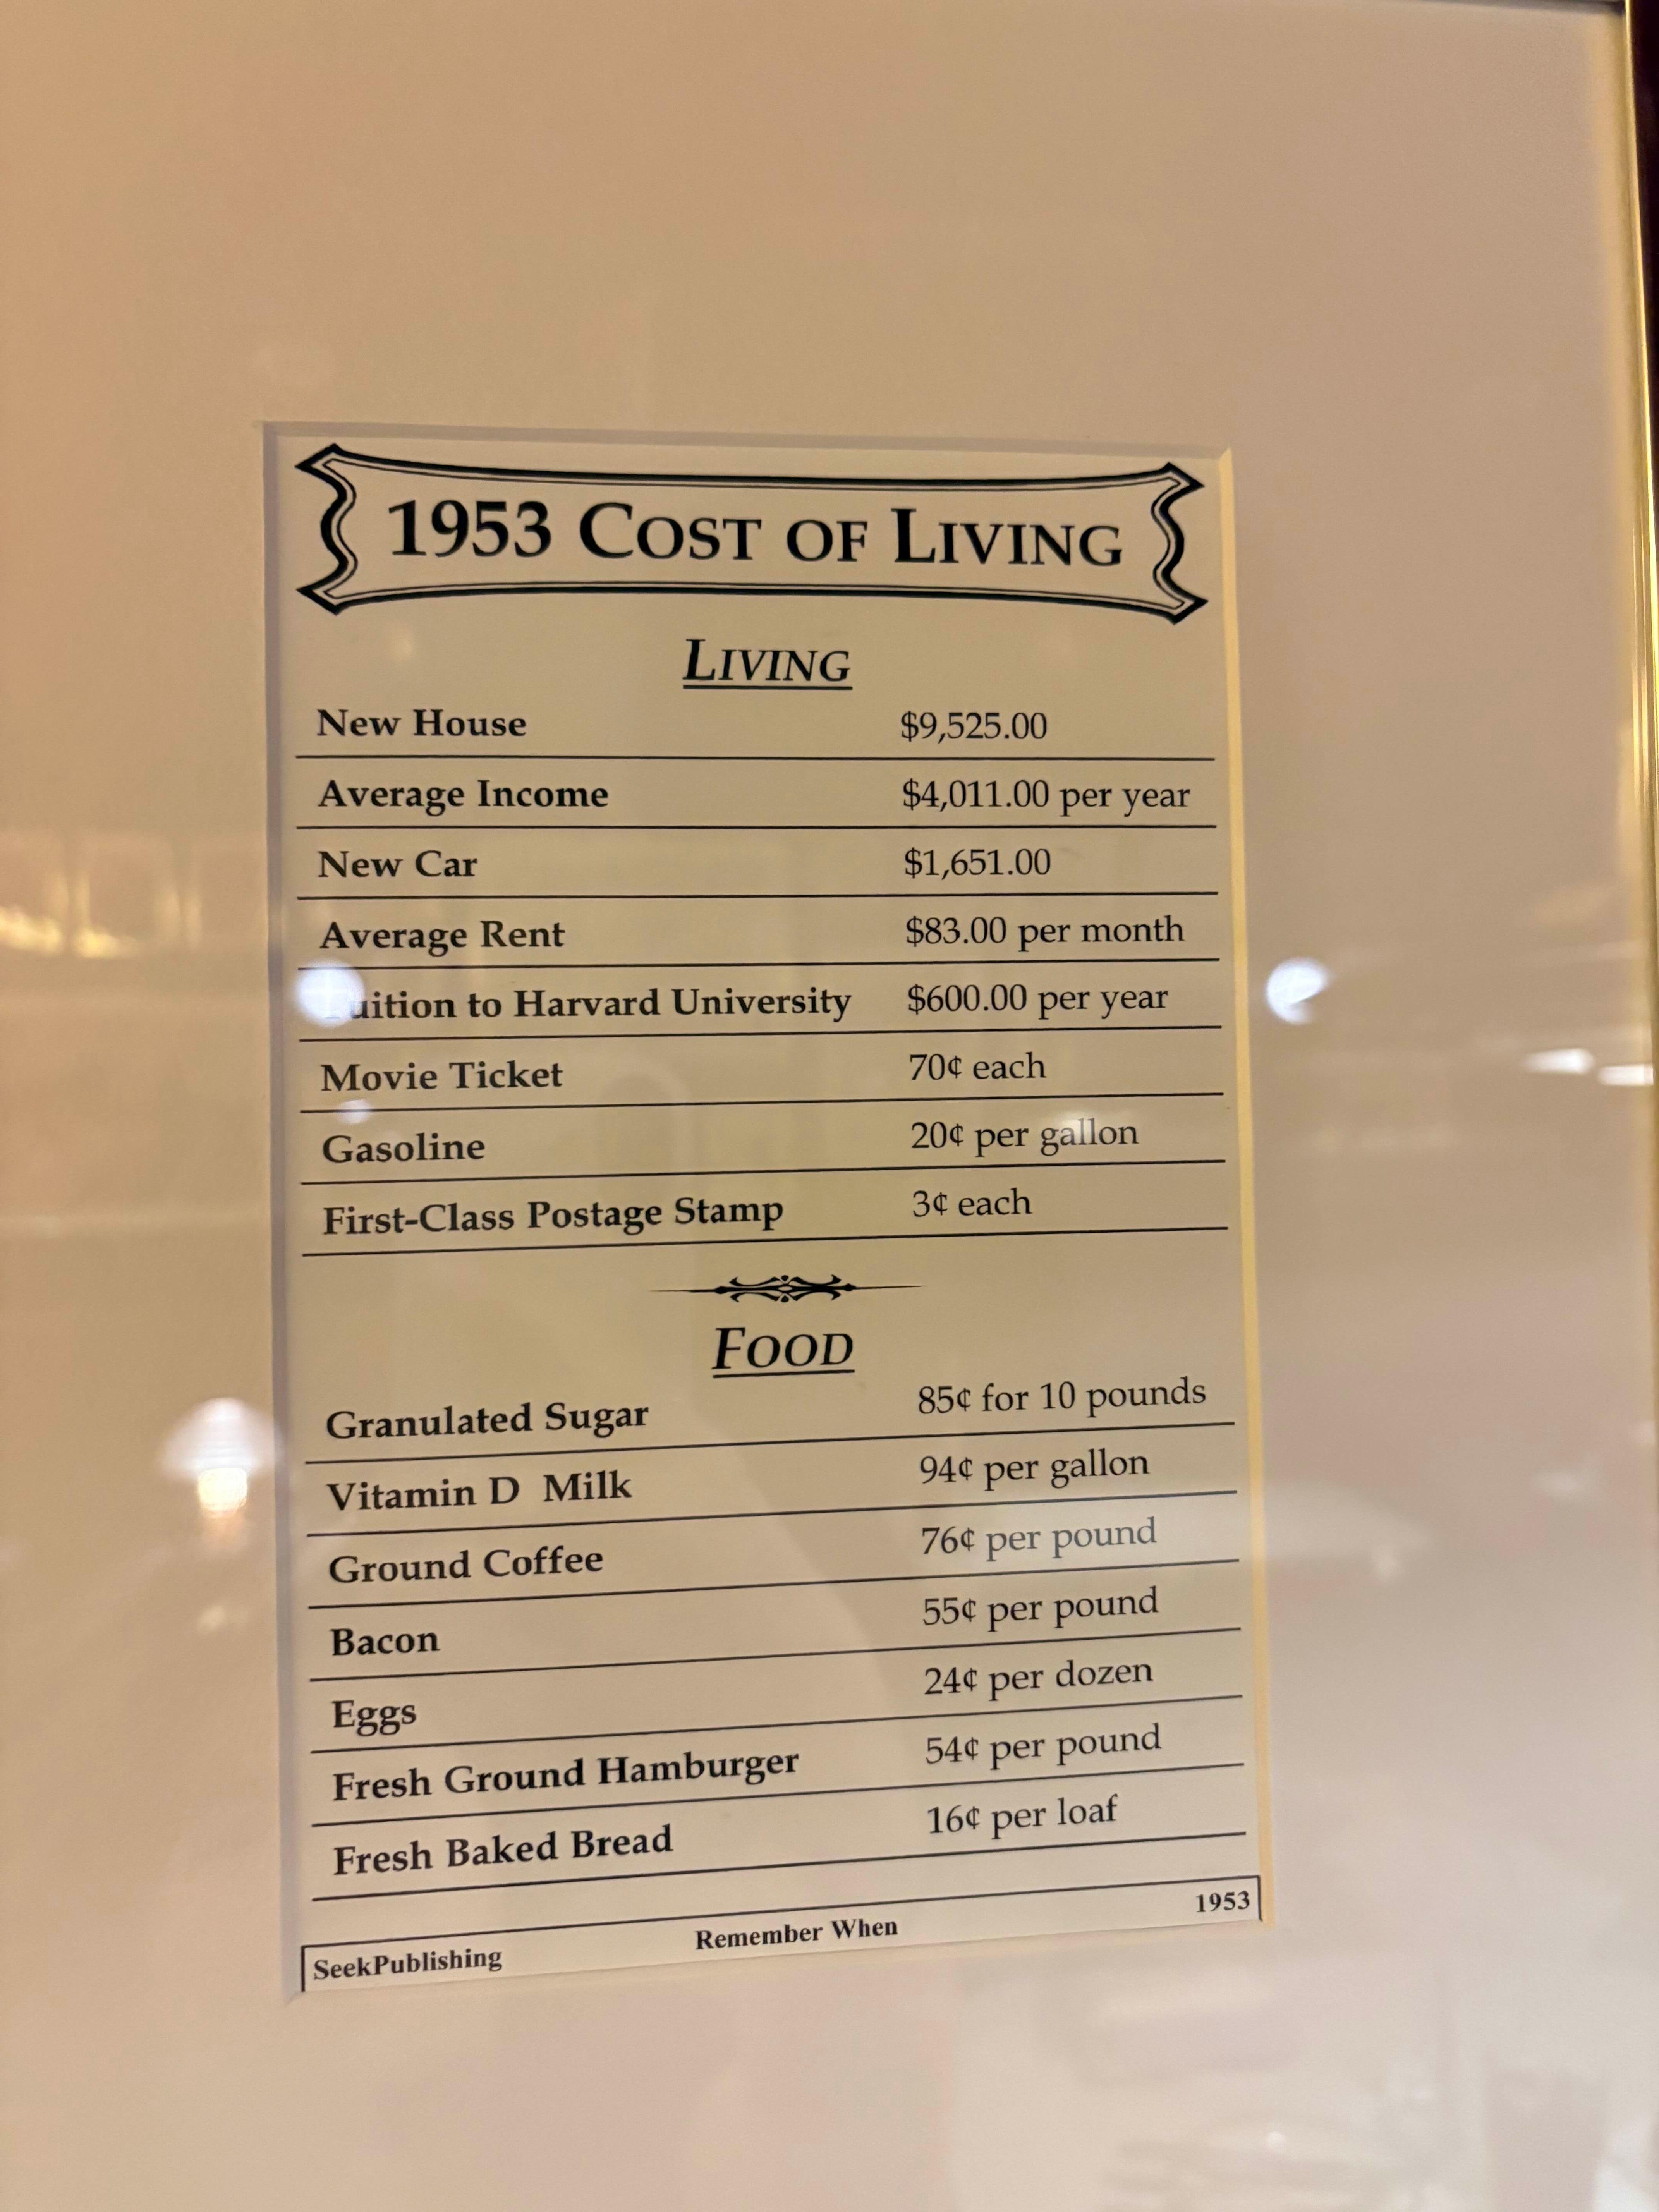 1953 COST OF LIVING
LIVING
New House $9,525.00
Average Income $4,011.00 per year
New Car $1,651.00
Average Rent $83.00 per month
Tuition to Harvard University $600.00 per year
Movie Ticket 70¢ each
Gasoline 20¢ per gallon
First-Class Postage Stamp 3¢ each
FOOD
Granulated Sugar 85¢ for 10 pounds
Vitamin D Milk 94¢ per gallon
Ground Coffee 76¢ per pound
Bacon 55¢ per pound
Eggs 24¢ per dozen
Fresh Ground Hamburger 54¢ per pound
Fresh Baked Bread 16¢ per loaf
SeekPublishing Remember When 1953